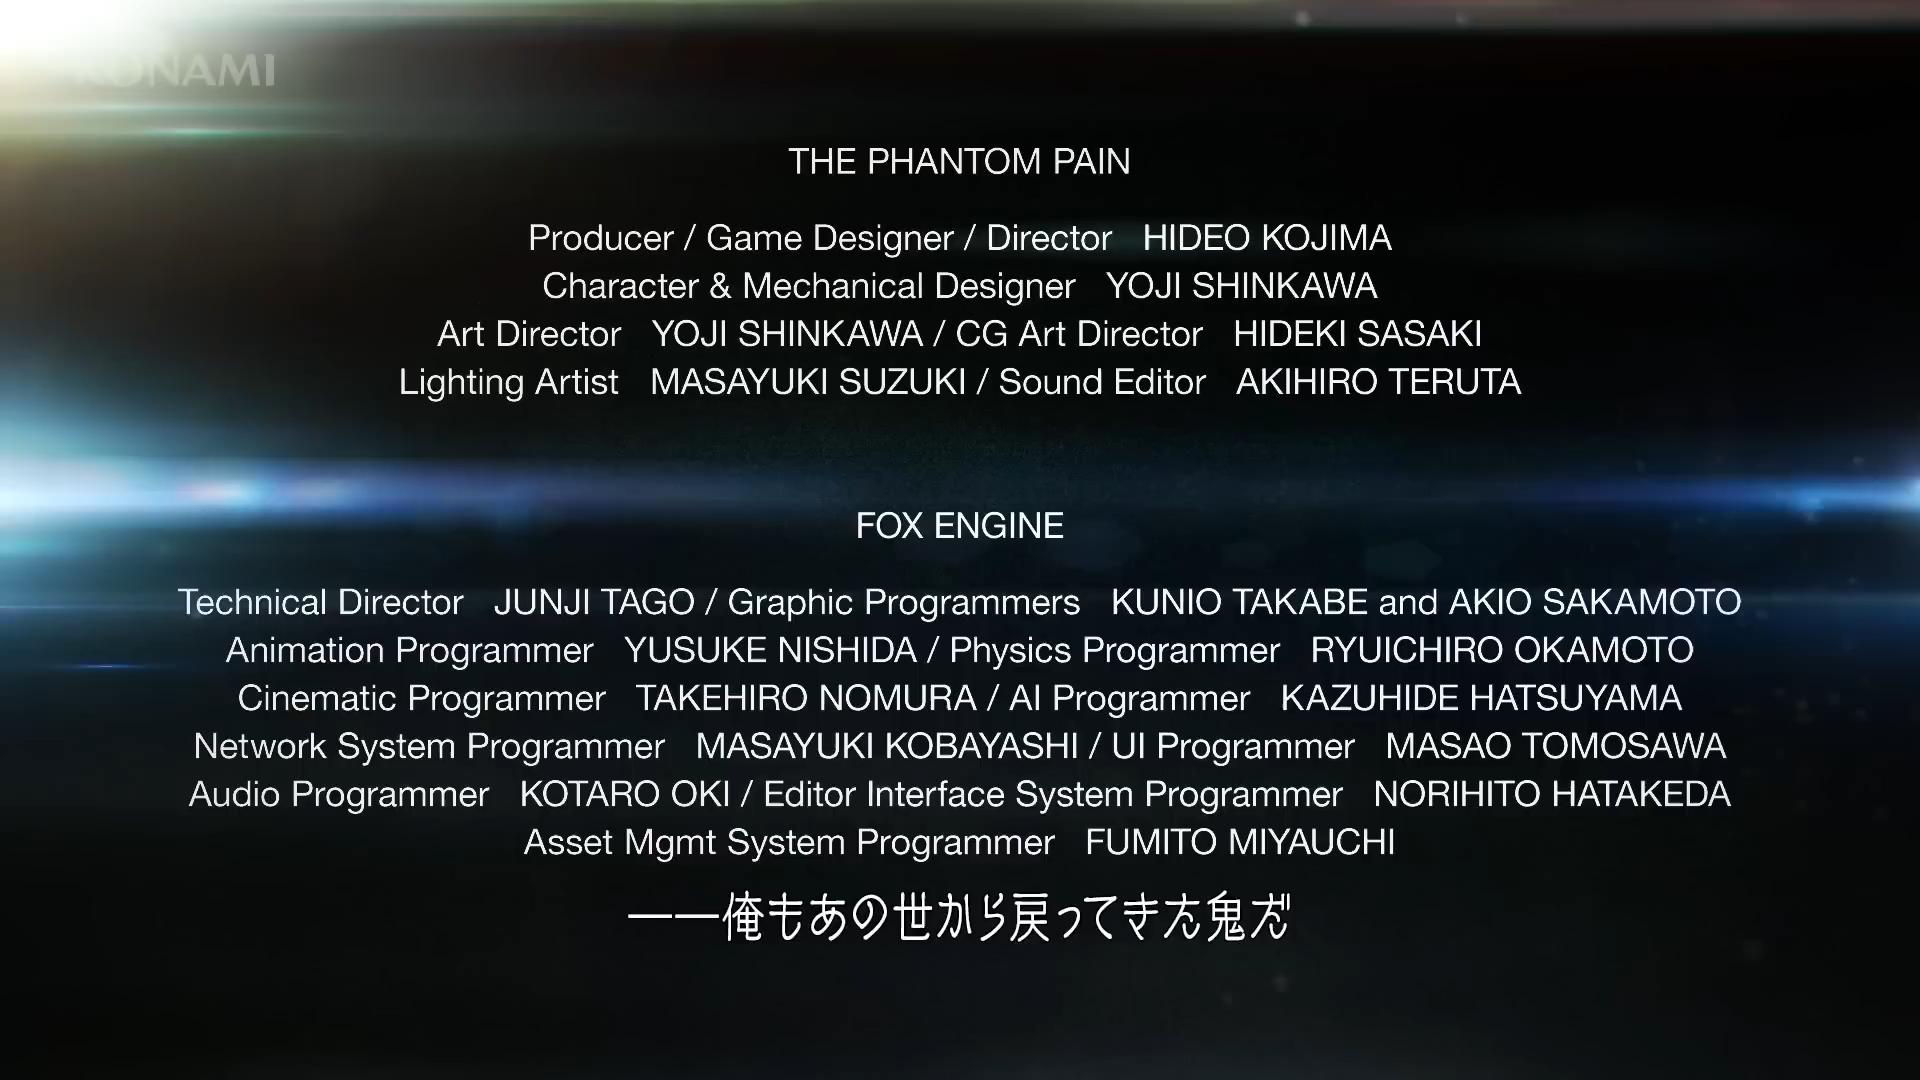 KONAMI
THE PHANTOM PAIN
Producer / Game Designer / Director HIDEO KOJIMA
Character & Mechanical Designer YOJI SHINKAWA
Art Director YOJI SHINKAWA / CG Art Director HIDEKI SASAKI
Lighting Artist MASAYUKI SUZUKI / Sound Editor AKIHIRO TERUTA
FOX ENGINE
Technical Director JUNJI TAGO / Graphic Programmers KUNIO TAKABE and AKIO SAKAMOTO
Animation Programmer YUSUKE NISHIDA / Physics Programmer RYUICHIRO OKAMOTO
Cinematic Programmer TAKEHIRO NOMURA / AI Programmer KAZUHIDE HATSUYAMA
Network System Programmer MASAYUKI KOBAYASHI / UI Programmer MASAO TOMOSAWA
Audio Programmer KOTARO OKI / Editor Interface System Programmer NORIHITO HATAKEDA
Asset Mgmt System Programmer FUMITO MIYAUCHI
――俺もあの世から戻ってきた鬼だ